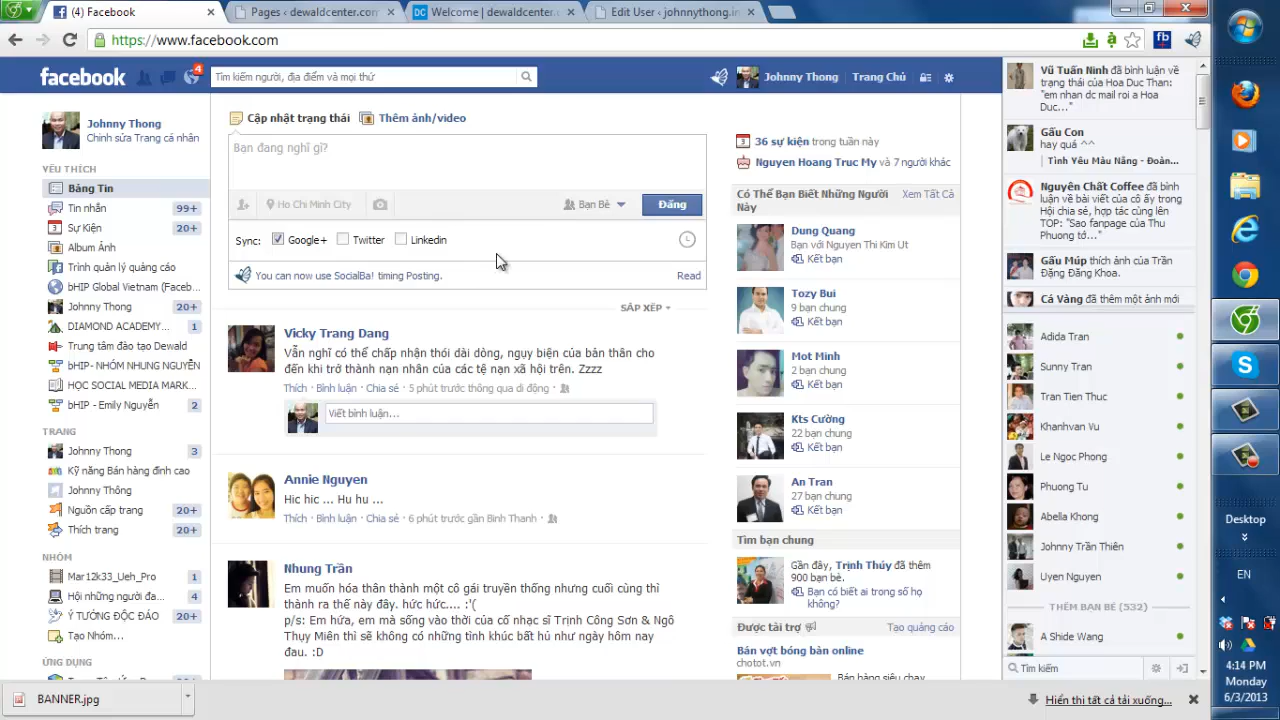 (4) Facebook
Pages ‹ dewaldcenter.com
Welcome | dewaldcenter.c
Edit User ‹ johnnythong.in
https://www.facebook.com
facebook
4
Tìm kiếm người, địa điểm và mọi thứ
Johnny Thong
Trang Chủ
Johnny Thong
Chỉnh sửa Trang cá nhân
YÊU THÍCH
Bảng Tin
Tin nhắn 99+
Sự Kiện 20+
Album Ảnh
Trình quản lý quảng cáo
bHIP Global Vietnam (Faceb...
Johnny Thong 20+
DIAMOND ACADEMY... 1
Trung tâm đào tạo Dewald
bHIP- NHÓM NHUNG NGUYỄN
HỌC SOCIAL MEDIA MARK...
bHIP - Emily Nguyễn 2
TRANG
Johnny Thong 3
Kỹ năng Bán hàng đỉnh cao
Johnny Thông
Nguồn cấp trang 20+
Thích trang 20+
NHÓM
Mar12k33_Ueh_Pro 1
Hội những người đa... 4
Ý TƯỞNG ĐỘC ĐÁO 20+
Tạo Nhóm...
ỨNG DỤNG
Cập nhật trạng thái
Thêm ảnh/video
Bạn đang nghĩ gì?
Ho Chi Minh City
Bạn Bè
Đăng
Sync: Google+ Twitter Linkedin
You can now use SocialBa! timing Posting.
Read
SẮP XẾP
Vicky Trang Dang
Vẫn nghĩ có thể chấp nhận thói dài dòng, ngụy biện của bản thân cho
đến khi trở thành nạn nhân của các tệ nạn xã hội trên. Zzzz
Thích · Bình luận · Chia sẻ · 5 phút trước thông qua di động ·
Viết bình luận...
Annie Nguyen
Hic hic ... Hu hu ...
Thích · Bình luận · Chia sẻ · 6 phút trước gần Binh Thanh ·
Nhung Trần
Em muốn hóa thân thành một cô gái truyền thống nhưng cuối cùng thì
thành ra thế này đây. hức hức.... :'(
p/s: Em hứa, em mà sống vào thời của cố nhạc sĩ Trịnh Công Sơn & Ngô
Thụy Miên thì sẽ không có những tình khúc bất hủ như ngày hôm nay
đau. :D
36 sự kiện trong tuần này
Nguyen Hoang Truc My và 7 người khác
Có Thể Bạn Biết Những Người
Này
Xem Tất Cả
Dung Quang
Bạn với Nguyen Thi Kim Ut
Kết bạn
Tozy Bui
9 bạn chung
Kết bạn
Mot Minh
2 bạn chung
Kết bạn
Kts Cường
22 bạn chung
Kết bạn
An Tran
27 bạn chung
Kết bạn
Tìm bạn chung
Gần đây, Trịnh Thúy đã thêm
900 bạn bè.
Bạn có biết ai trong số họ
không?
Được tài trợ
Tạo quảng cáo
Bán vợt bóng bàn online
chotot.vn
Vũ Tuấn Ninh đã bình luận về
trạng thái của Hoa Duc Than:
"em nhan dc mail roi a Hoa
Duc..."
Gấu Con
hay quá ^^
Tình Yêu Màu Nắng - Đoàn...
Nguyên Chất Coffee đã bình
luận về bài viết của cô ấy trong
Hội chia sẻ, hợp tác cùng lên
TOP: "Sao fanpage của Thu
Phuong tó..."
Gấu Múp thích ảnh của Trần
Đặng Đăng Khoa.
Cá Vàng đã thêm một ảnh mới
Adida Tran
Sunny Tran
Tran Tien Thuc
Khanhvan Vu
Le Ngoc Phong
Phuong Tu
Abella Khong
Johnny Trần Thiên
Uyen Nguyen
THÊM BẠN BÈ (532)
A Shide Wang
Tìm kiếm
BANNER.jpg
Hiển thị tất cả tải xuống...
Desktop
EN
4:14 PM
Monday
6/3/2013